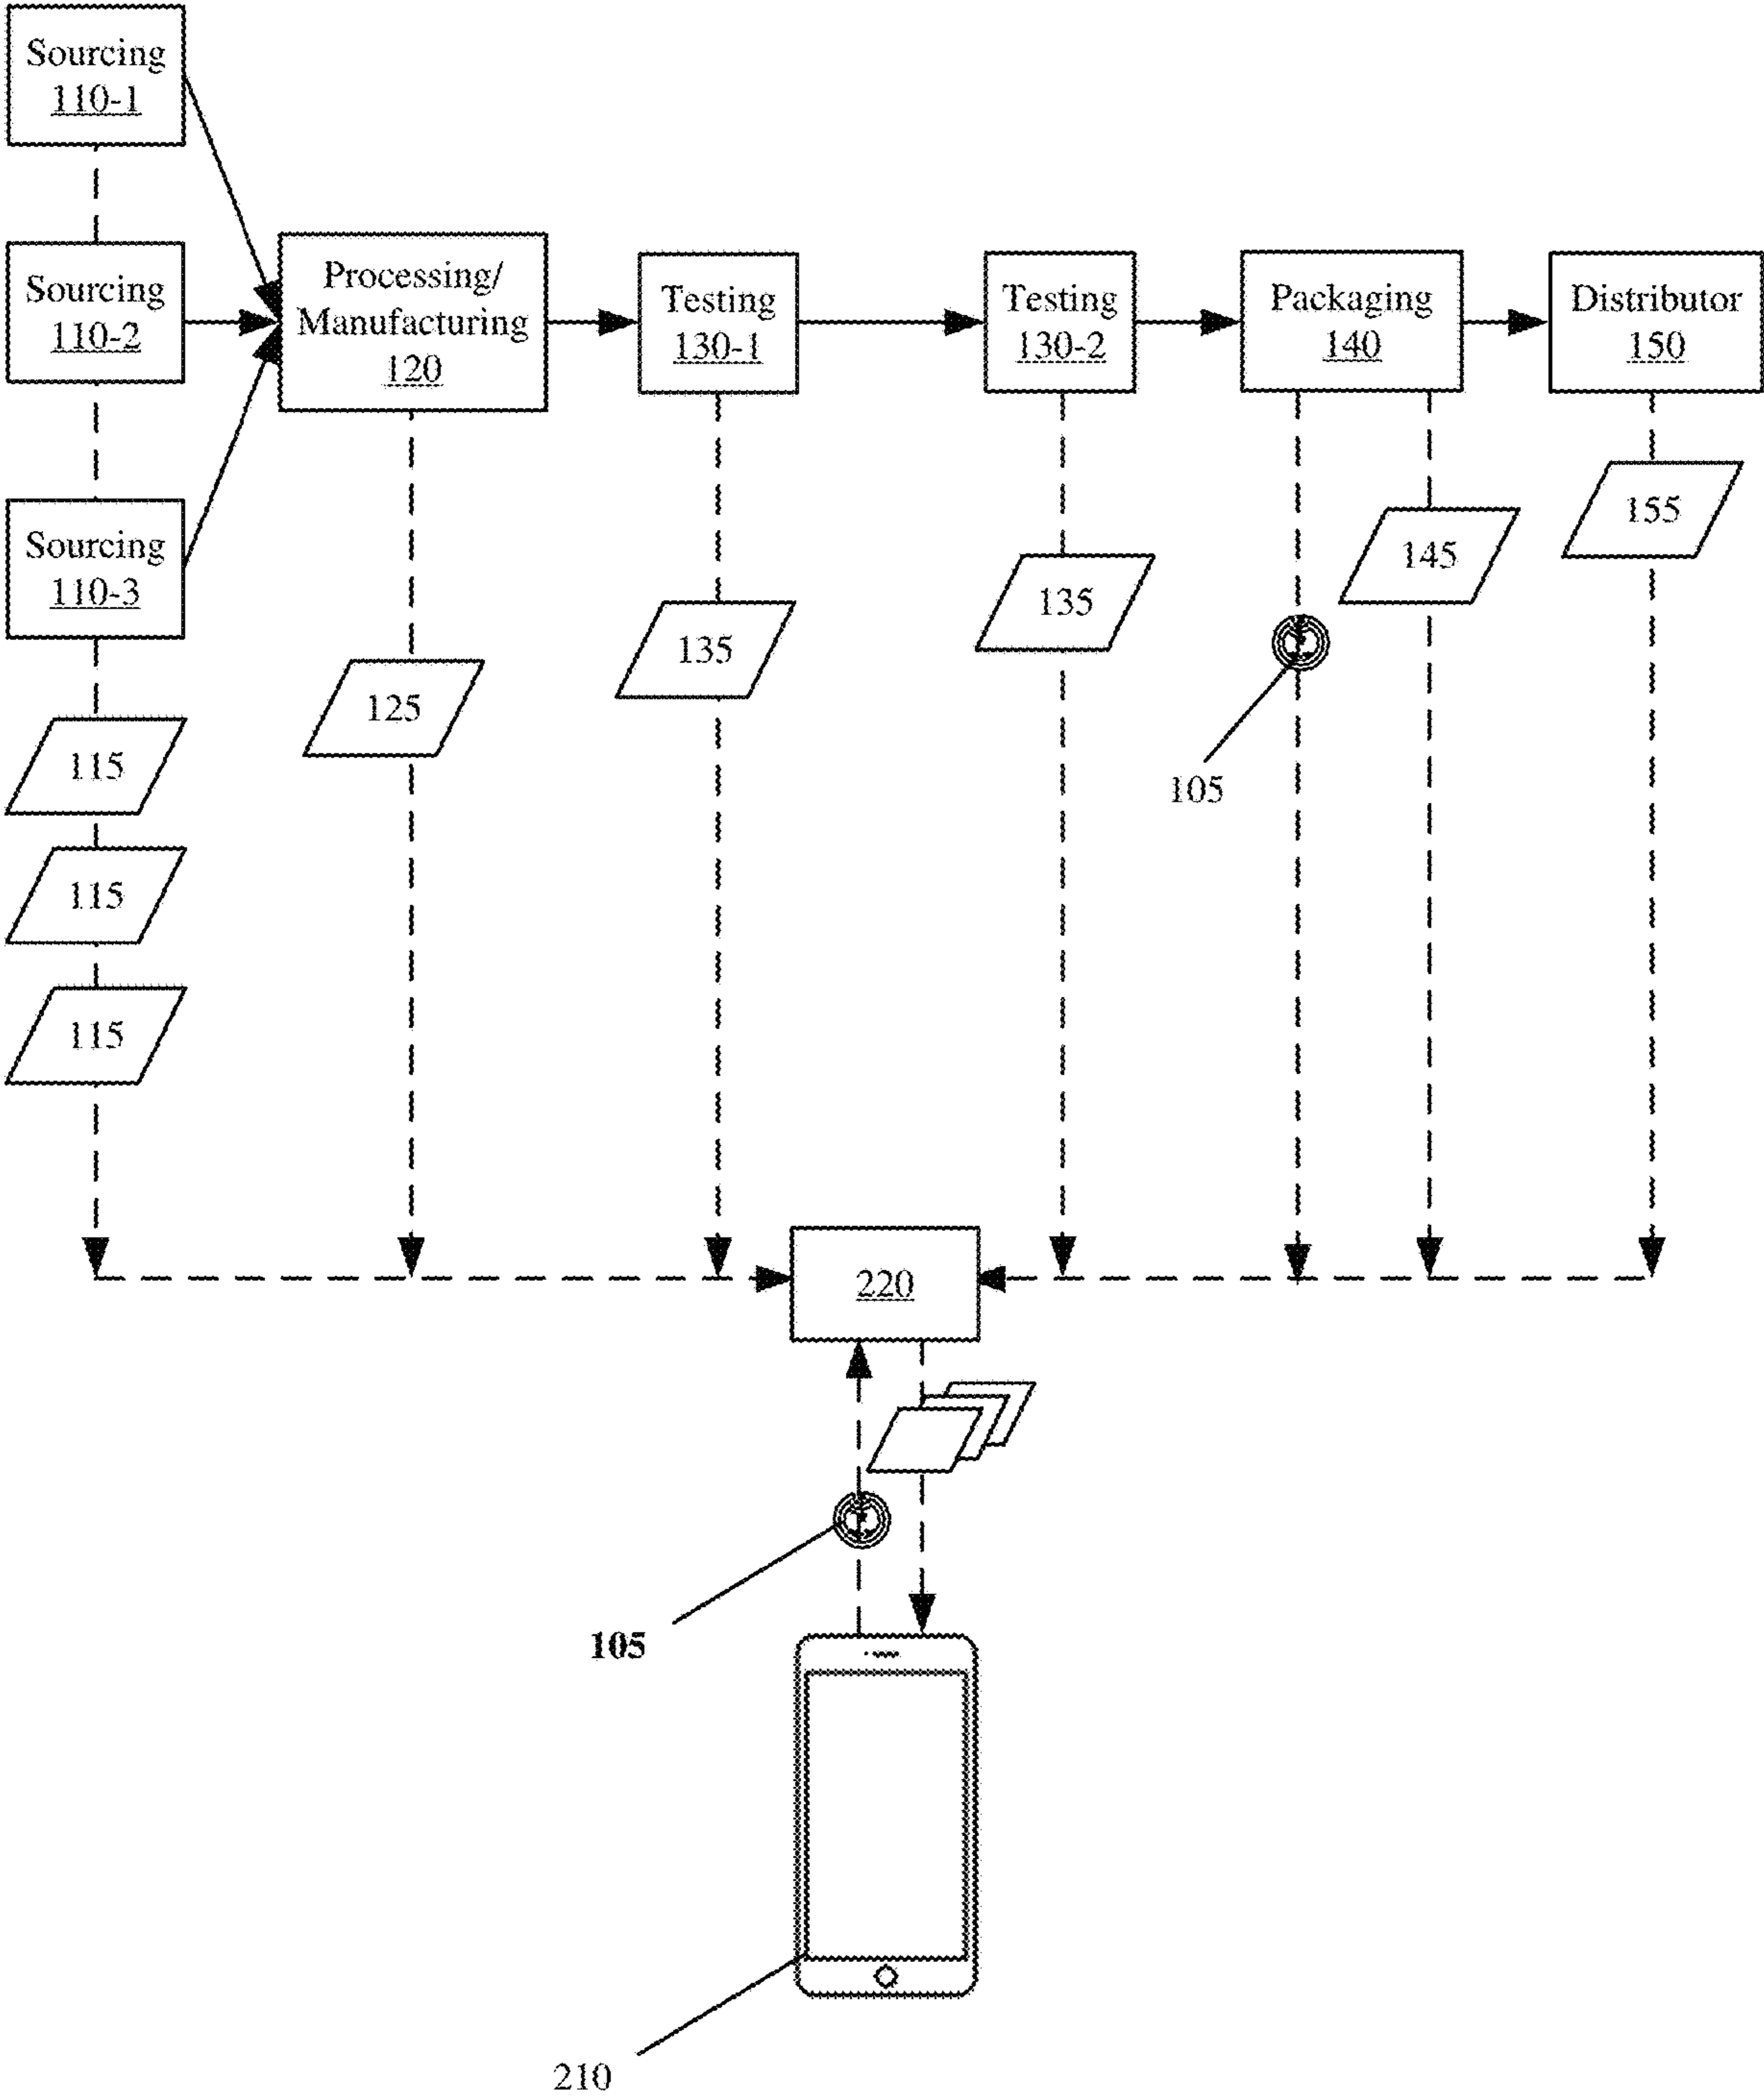 Sourcing
110-1
Sourcing
110-2
Processing/
Manufacturing
120
Testing
130-1
Testing
130-2
Packaging
140
Distributor
150
Sourcing
110-3
155
145
135
135
125
115
105
115
115
220
105
210